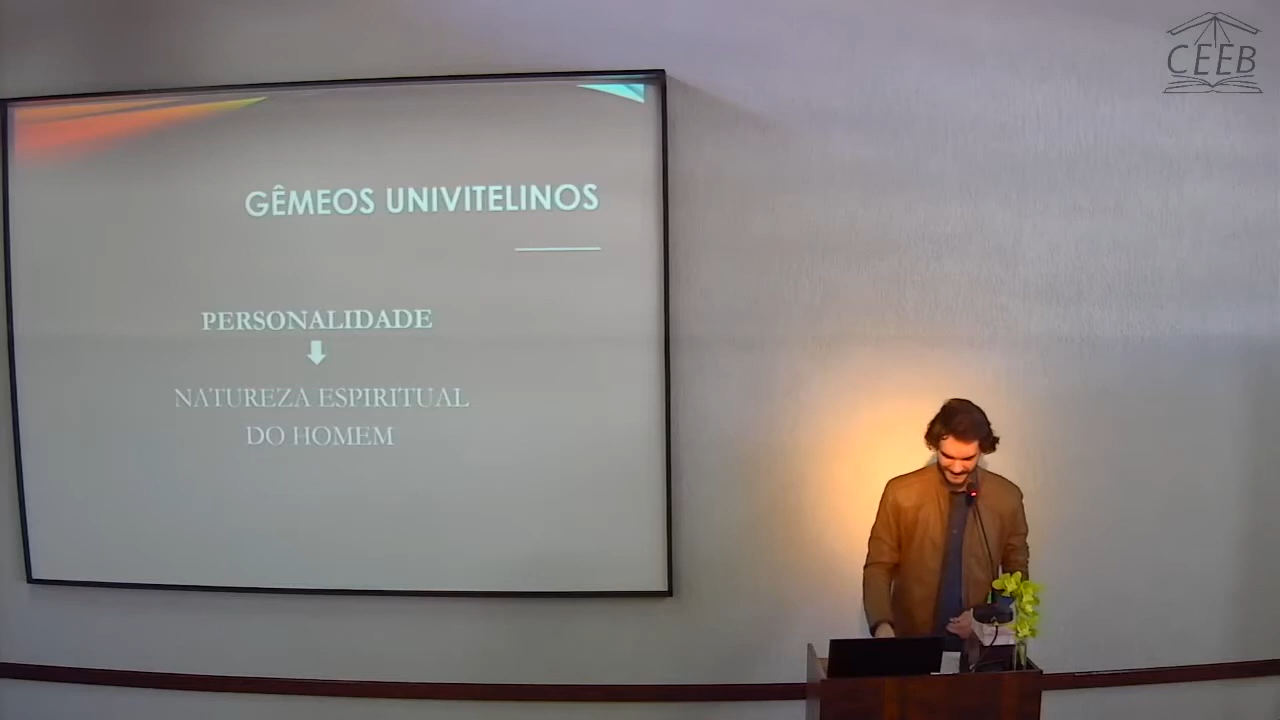 CEEB
GÊMEOS UNIVITELINOS
PERSONALIDADE
NATUREZA ESPIRITUAL
DO HOMEM